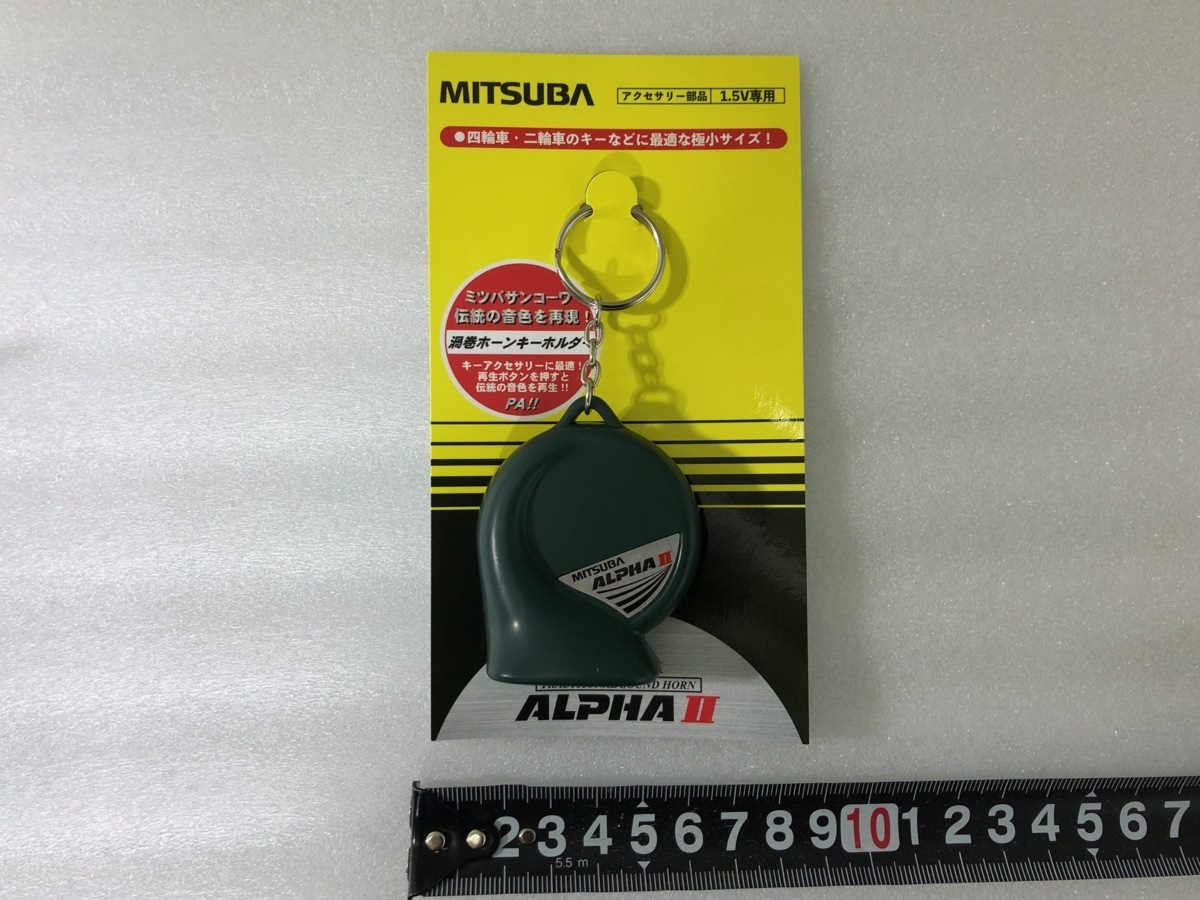 MITSUBA アクセサリー部品 1.5V専用
●四輪車・二輪車のキーなどに最適な極小サイズ!
ミツバサンコーワ
伝統の音色を再現!
渦巻ホーンキーホルダー
キーアクセサリーに最適!
再生ボタンを押すと
伝統の音色を再生!!
PA!!
MITSUBA
ALPHA II
SOUND HORN
ALPHA II
2 3 4 5 6 7 8 9 10 1 2 3 4 5 6 7
5.5 m